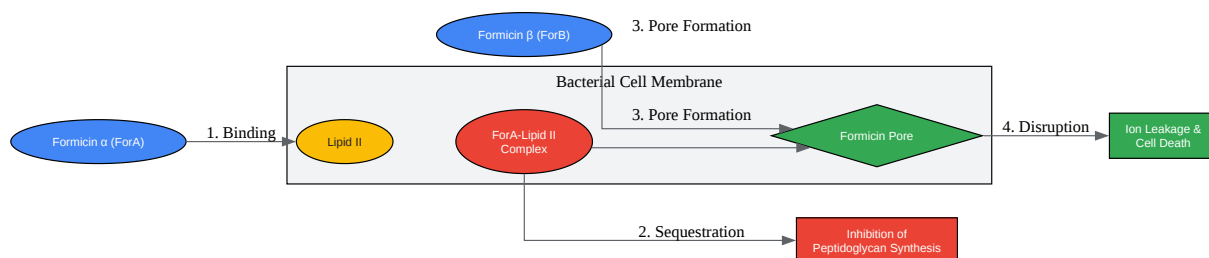 Formicin β (ForB)
3. Pore Formation
Bacterial Cell Membrane
Formicin α (ForA)
1. Binding
Lipid II
ForA-Lipid II
Complex
3. Pore Formation
Formicin Pore
4. Disruption
Ion Leakage &
Cell Death
2. Sequestration
Inhibition of
Peptidoglycan Synthesis